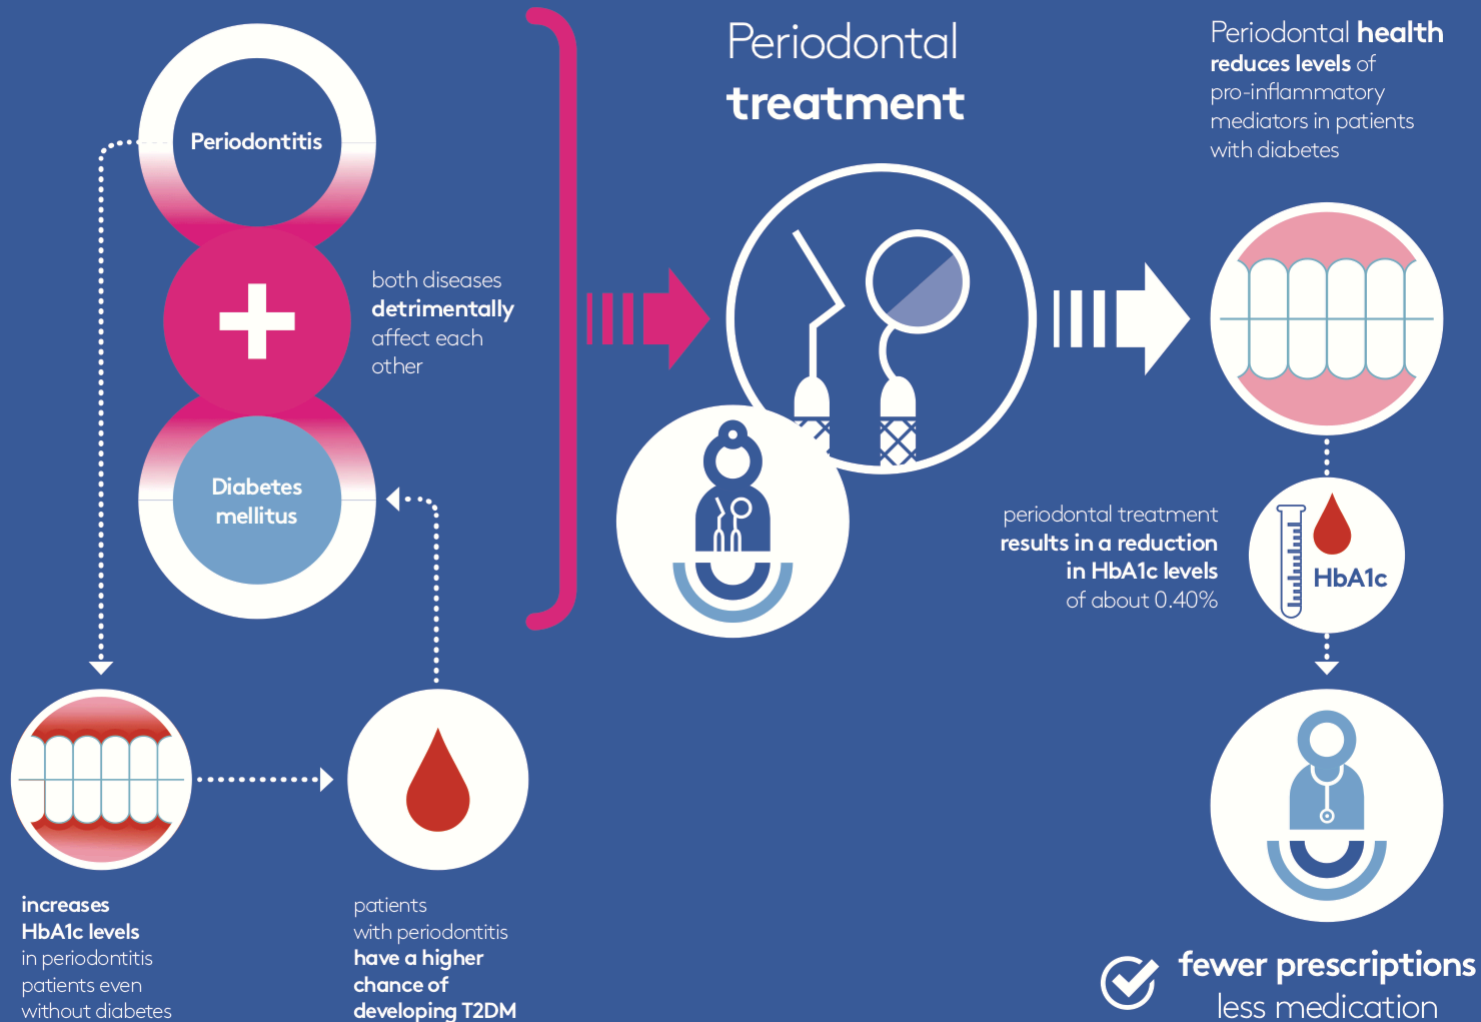 Periodontitis
both diseases
detrimentally
affect each
other
Diabetes
mellitus
increases
HbA1c levels
in periodontitis
patients even
without diabetes
patients
with periodontitis
have a higher
chance of
developing T2DM
Periodontal
treatment
Periodontal health
reduces levels of
pro-inflammatory
mediators in patients
with diabetes
periodontal treatment
results in a reduction
in HbA1c levels
of about 0.40%
HbA1c
fewer prescriptions
less medication